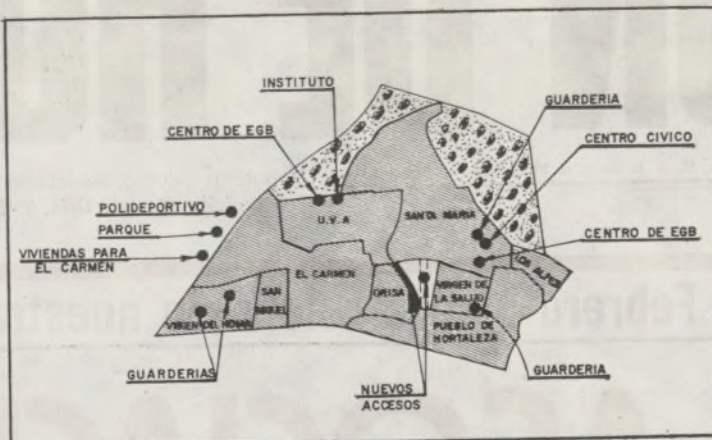 INSTITUTO
GUARDERIA
CENTRO DE EGB
CENTRO CIVICO
POLIDEPORTIVO
U.V.A
SANTA MARIA
PARQUE
CENTRO DE EGB
VIVIENDAS PARA
EL CARMEN
LOS ALPES
EL CARMEN
SAN
MIGUEL
ORISA
VIRGEN DE
LA SALUD
VIRGEN DEL
PUEBLO DE
HORTALEZA
GUARDERIAS
NUEVOS
ACCESOS
GUARDERIA
Febrero
nuestra